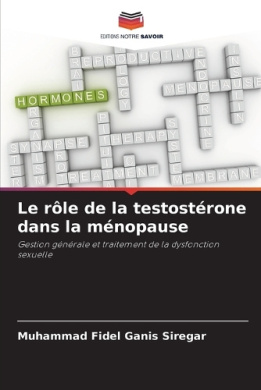 EDITIONS NOTRE SAVOIR
HORMONES
MENOPAUSE
Le rôle de la testostérone
dans la ménopause
Gestion générale et traitement de la dysfonction
sexuelle
Muhammad Fidel Ganis Siregar